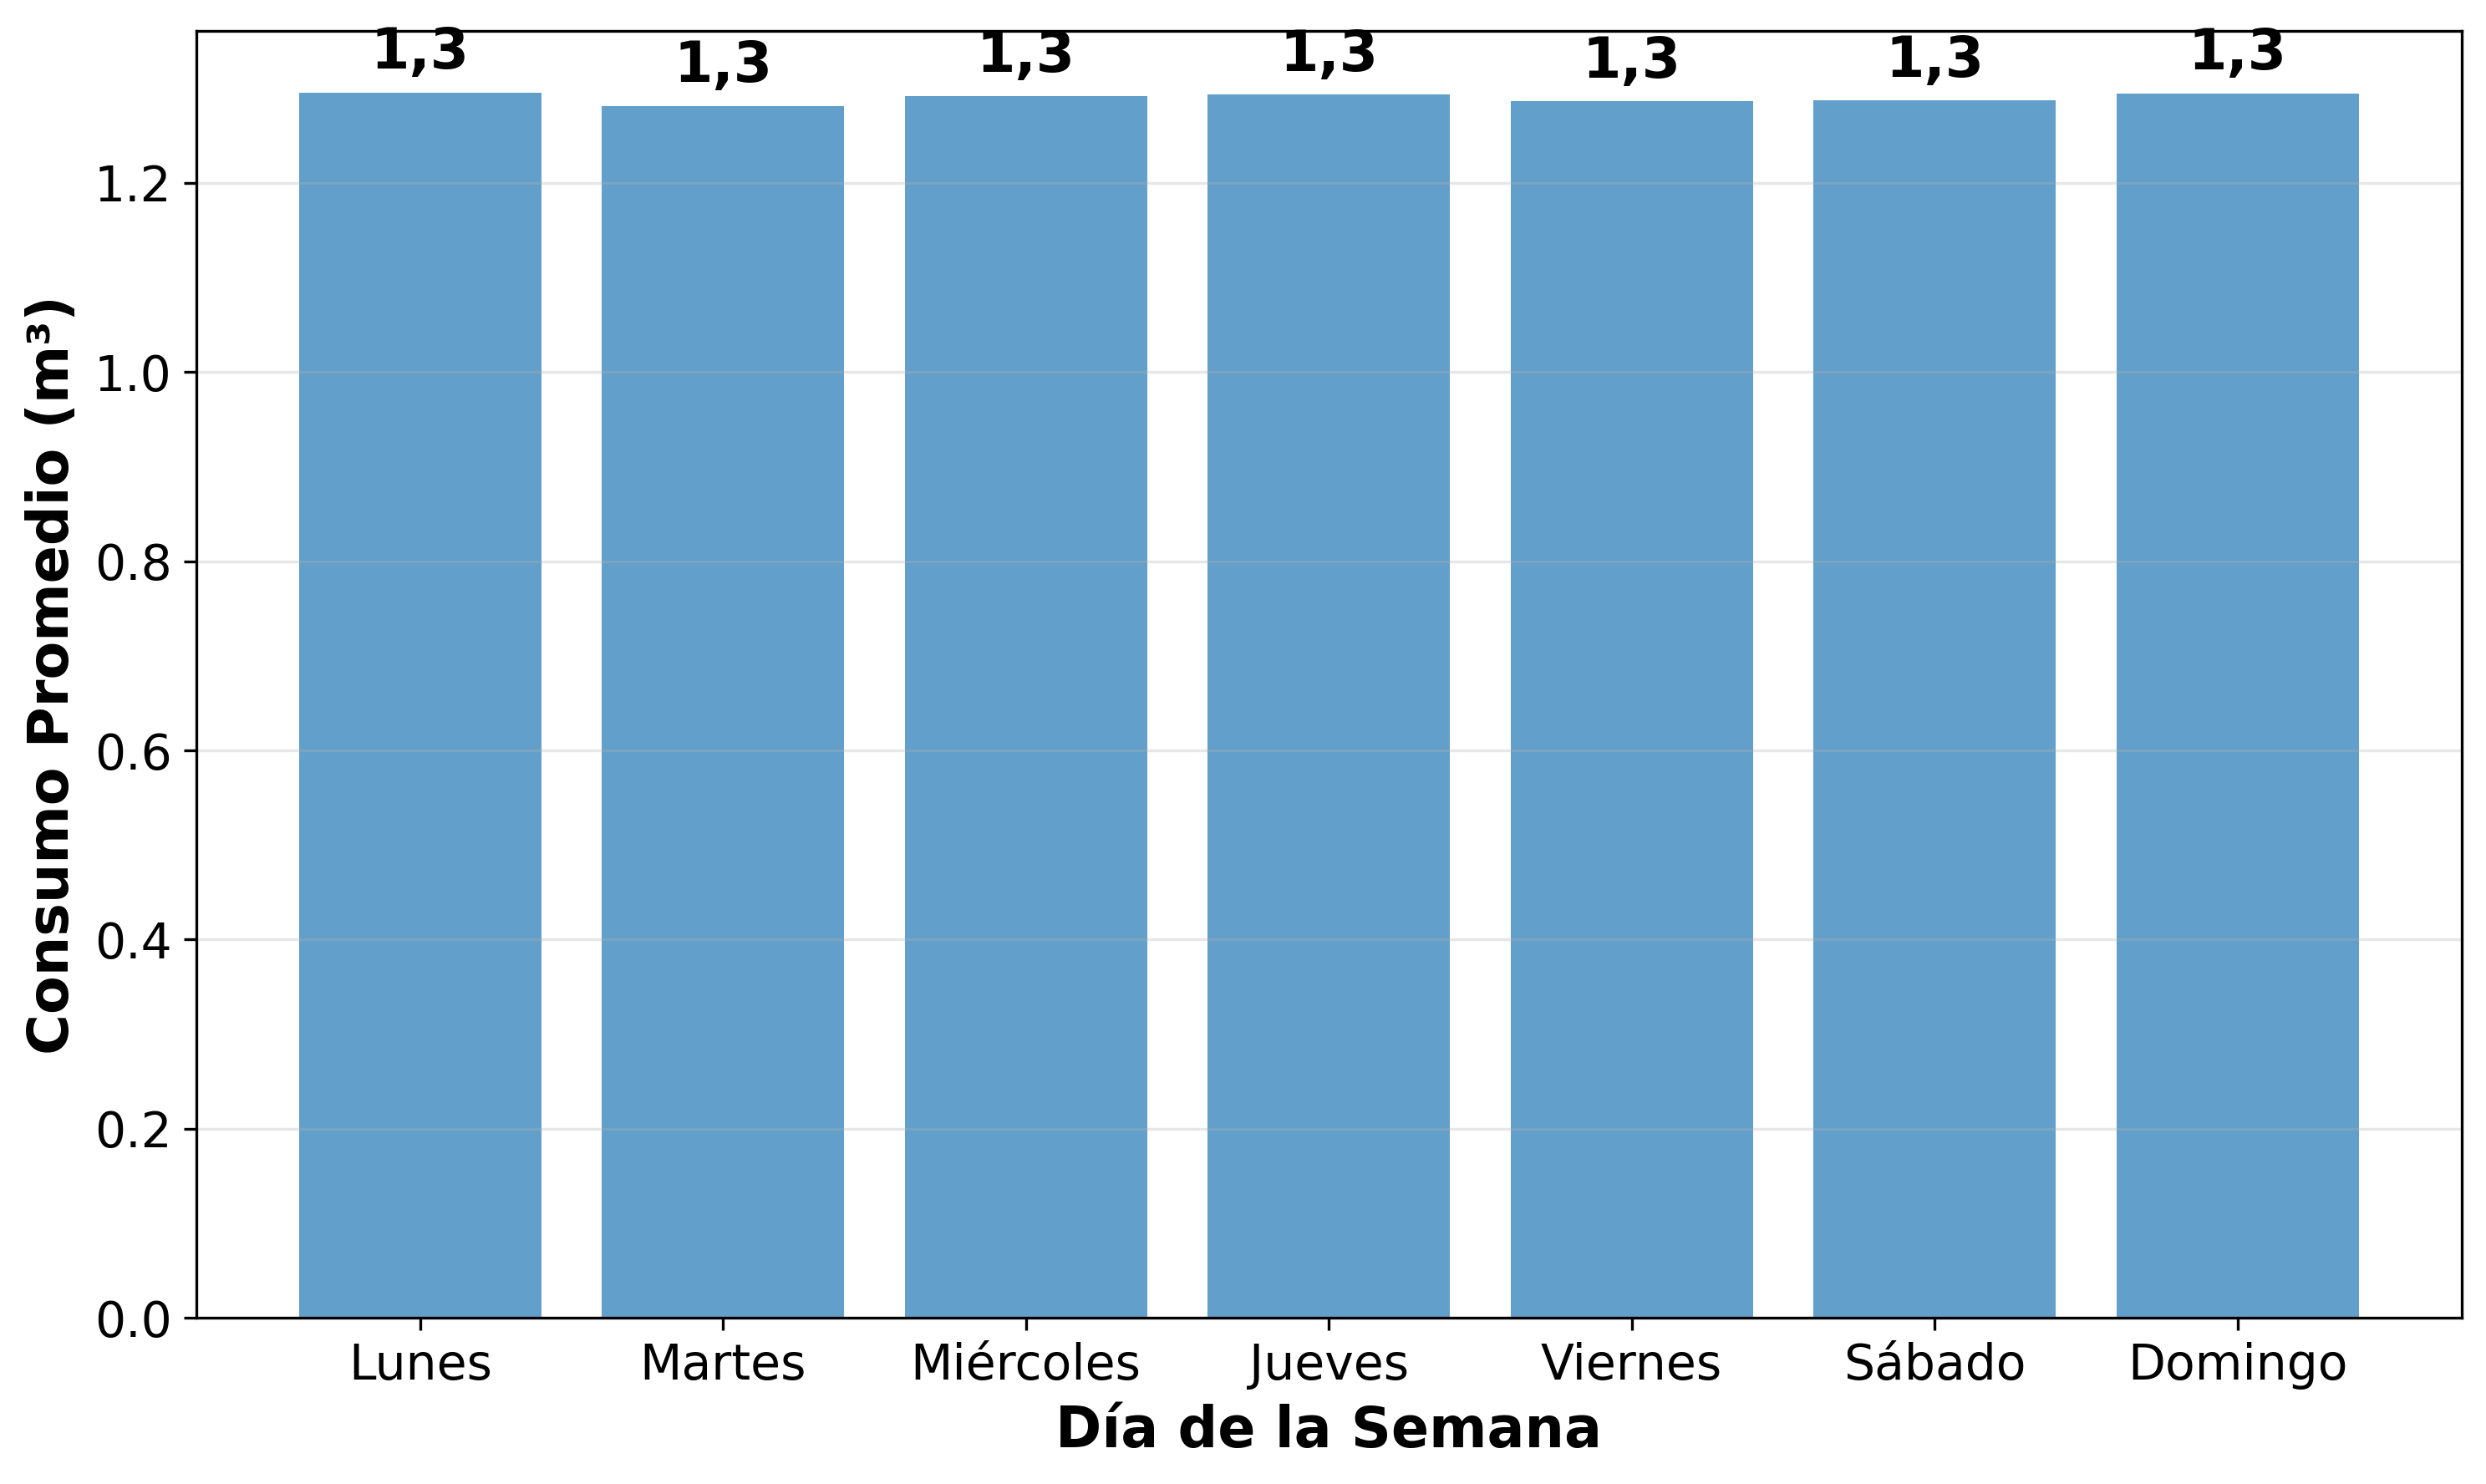 1,3
1,3
1,3
1,3
1,3
1,3
1,3
Consumo Promedio (m³)
1.2
1.0
0.8
0.6
0.4
0.2
0.0
Lunes
Martes
Miércoles
Jueves
Viernes
Sábado
Domingo
Día de la Semana